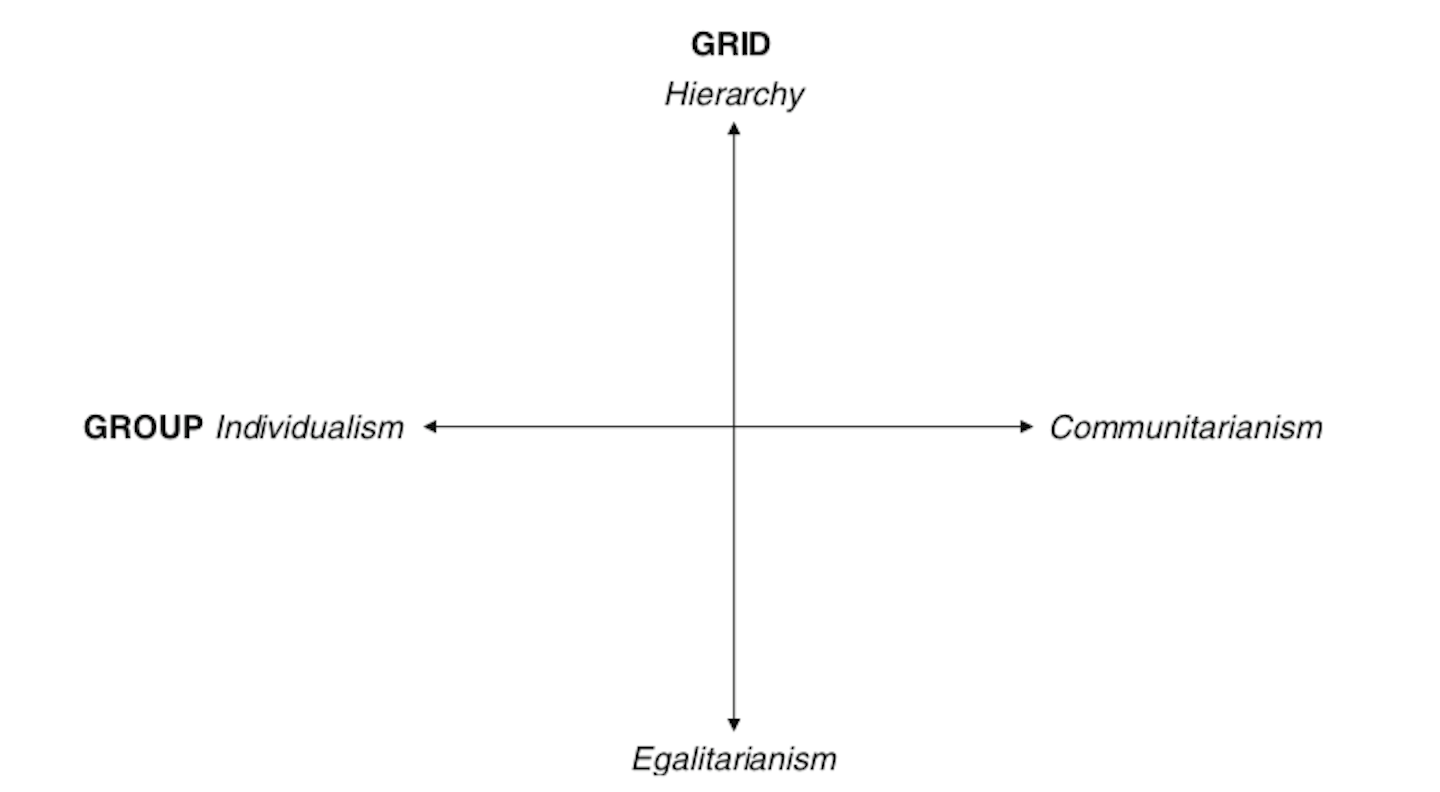 GRID
Hierarchy
GROUP Individualism
Communitarianism
Egalitarianism